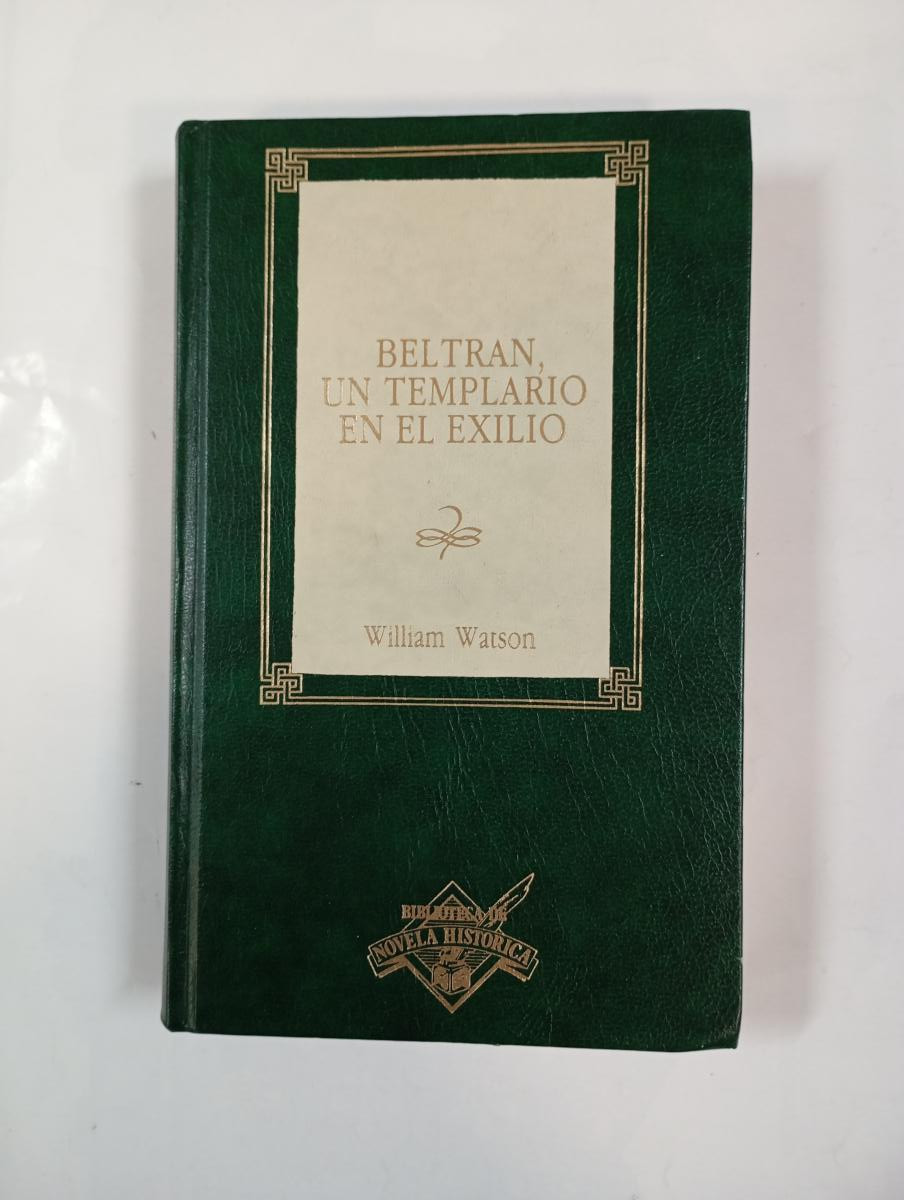 BELTRAN,
UN TEMPLARIO
EN EL EXILIO
William Watson
BIBLIOTECA DE
NOVELA HISTORICA